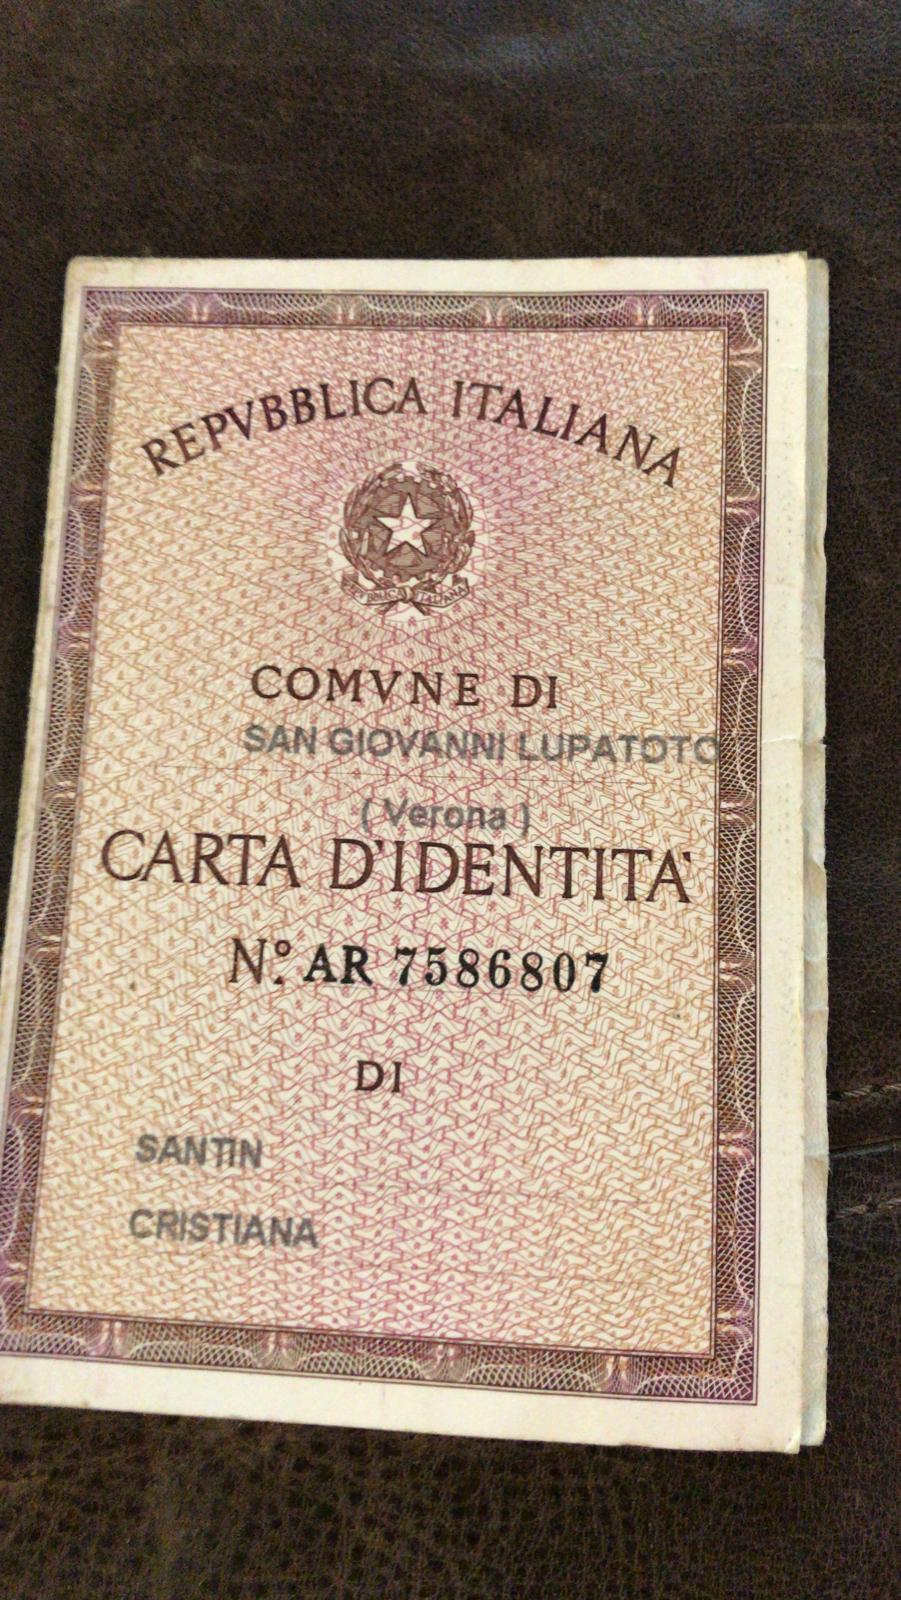 REPVBBLICA ITALIANA
REPVBBLICA ITALIANA
COMVNE DI
SAN GIOVANNI LUPATOTO
( Verona )
CARTA D'IDENTITA'
N.º AR 7586807
DI
SANTIN
CRISTIANA